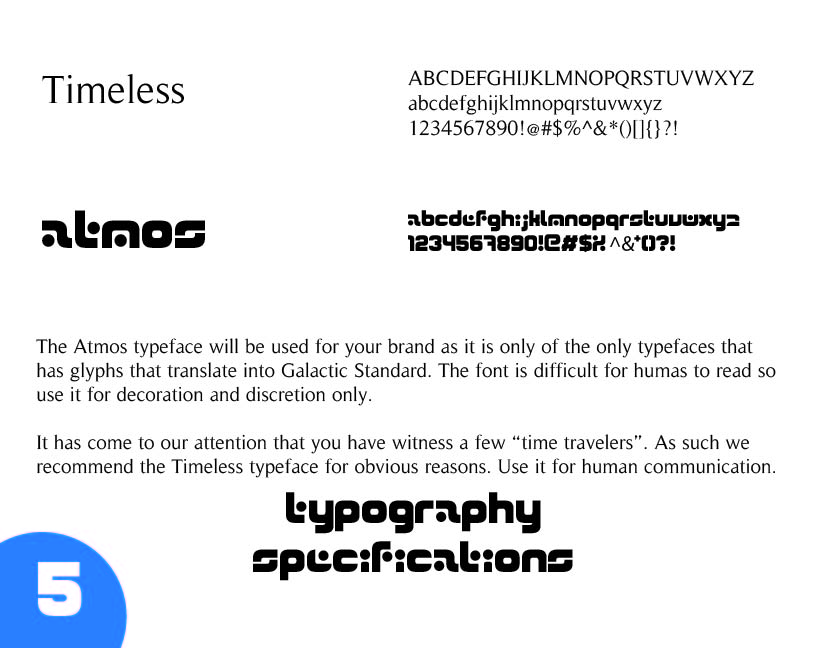 Timeless
ABCDEFGHIJKLMNOPQRSTUVWXYZ
abcdefghijklmnopqrstuvwxyz
1234567890!@#$%^&*()[]{}?!
atmos
abcdefghijklmnopqrstuvwxyz
1234567890!@#$%^&*()?!
The Atmos typeface will be used for your brand as it is only of the only typefaces that
has glyphs that translate into Galactic Standard. The font is difficult for humas to read so
use it for decoration and discretion only.
It has come to our attention that you have witness a few “time travelers”. As such we
recommend the Timeless typeface for obvious reasons. Use it for human communication.
typography
specifications
5